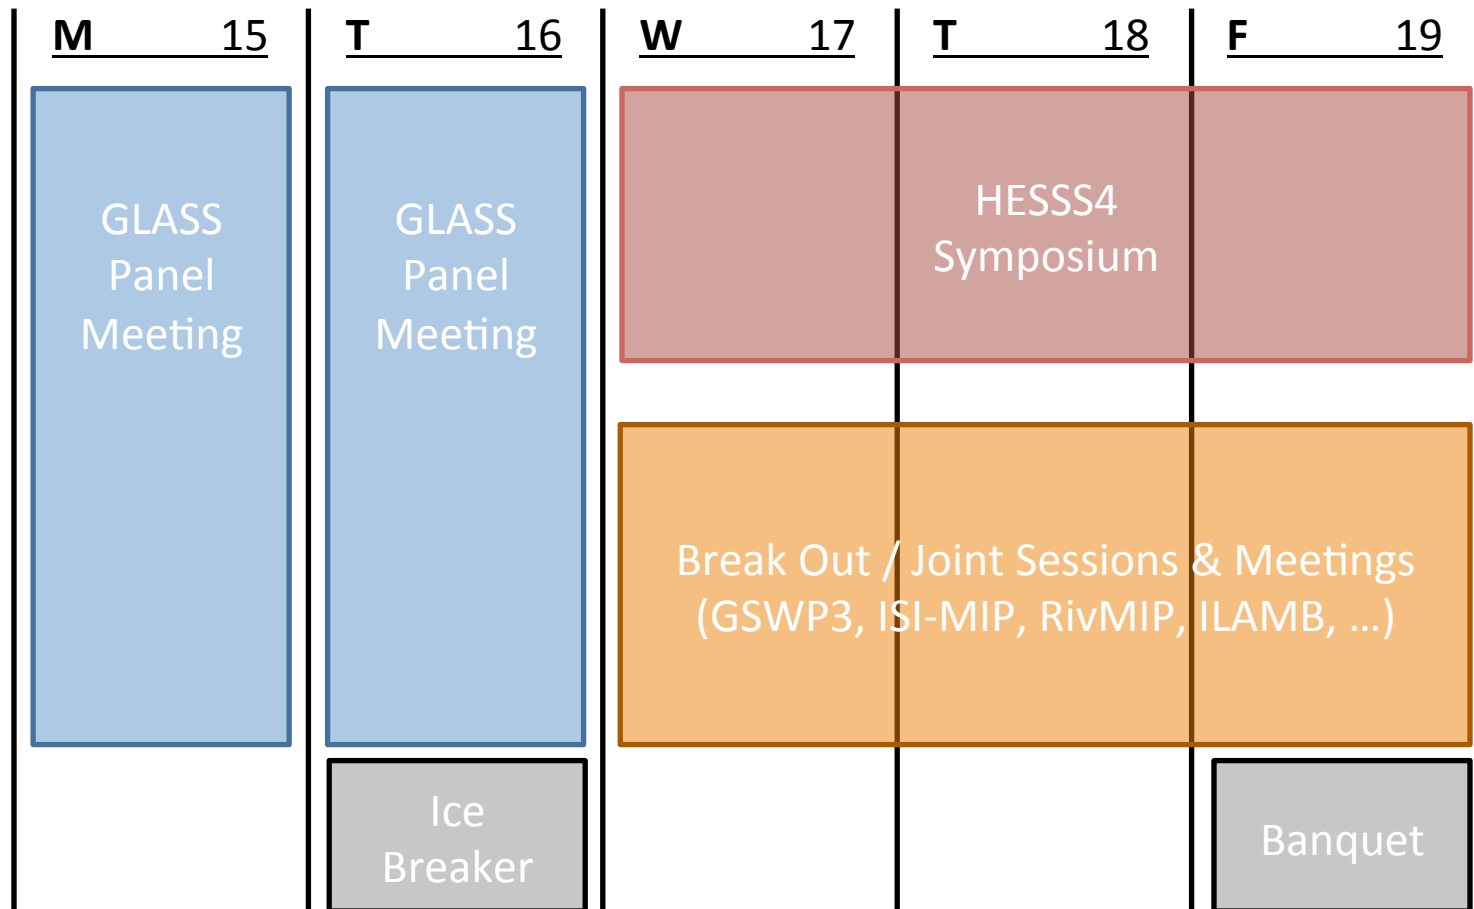 M 15
T 16
W 17
T 18
F 19
GLASS
Panel
Meeting
GLASS
Panel
Meeting
HESSS4
Symposium
Break Out / Joint Sessions & Meetings
(GSWP3, ISI-MIP, RivMIP, ILAMB, ...)
Ice
Breaker
Banquet